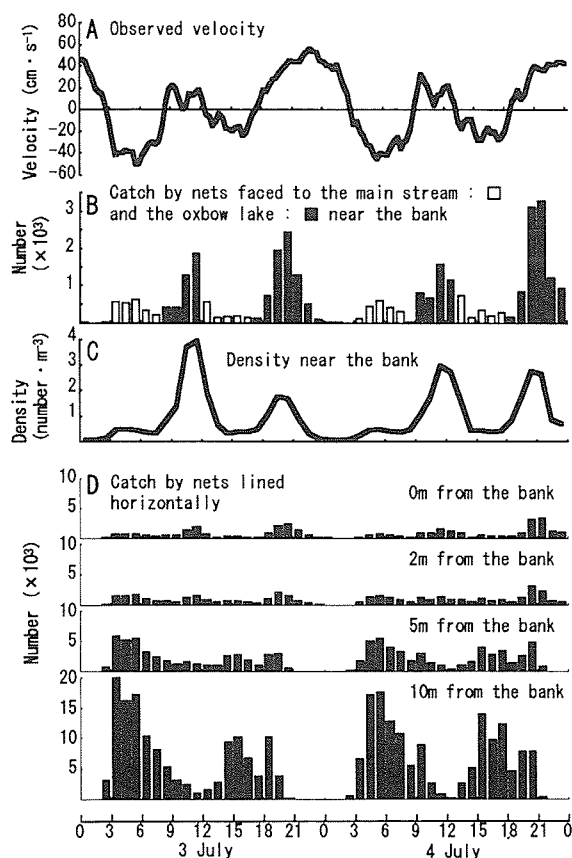 A Observed velocity
80
60
40
20
0
-20
-40
-60
Velocity (cm・s⁻¹)
B Catch by nets faced to the main stream : □
and the oxbow lake : ■ near the bank
3
2
1
0
Number (×10³)
C Density near the bank
4
3
2
1
Density (number・m⁻³)
D Catch by nets lined horizontally
10
5
0m from the bank
10
5
2m from the bank
10
5
5m from the bank
20
15
10
5
10m from the bank
Number (×10³)
0 3 6 9 12 15 18 21 0 3 6 9 12 15 18 21 24
3 July 4 July